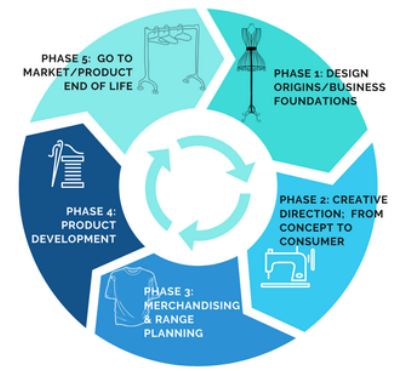 PHASE 1: DESIGN
ORIGINS/BUSINESS
FOUNDATIONS
PHASE 2: CREATIVE
DIRECTION;  FROM
CONCEPT TO
CONSUMER
PHASE 3:
MERCHANDISING
& RANGE
PLANNING
PHASE 4:
PRODUCT
DEVELOPMENT
PHASE 5:  GO TO
MARKET/PRODUCT
END OF LIFE